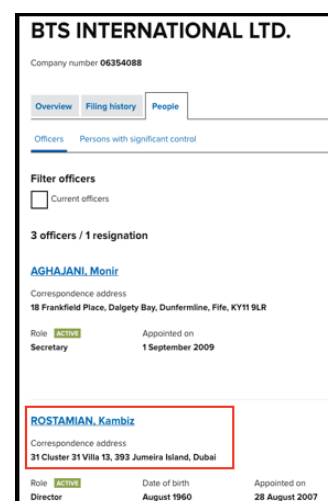 BTS INTERNATIONAL LTD.
Company number 06354088
Overview Filing history People
Officers Persons with significant control
Filter officers
Current officers
3 officers / 1 resignation
AGHAJANI, Monir
Correspondence address
18 Frankfield Place, Dalgety Bay, Dunfermline, Fife, KY11 9LR
Role ACTIVE Appointed on
Secretary 1 September 2009
ROSTAMIAN, Kambiz
Correspondence address
31 Cluster 31 Villa 13, 393 Jumeira Island, Dubai
Role ACTIVE Date of birth Appointed on
Director August 1960 28 August 2007